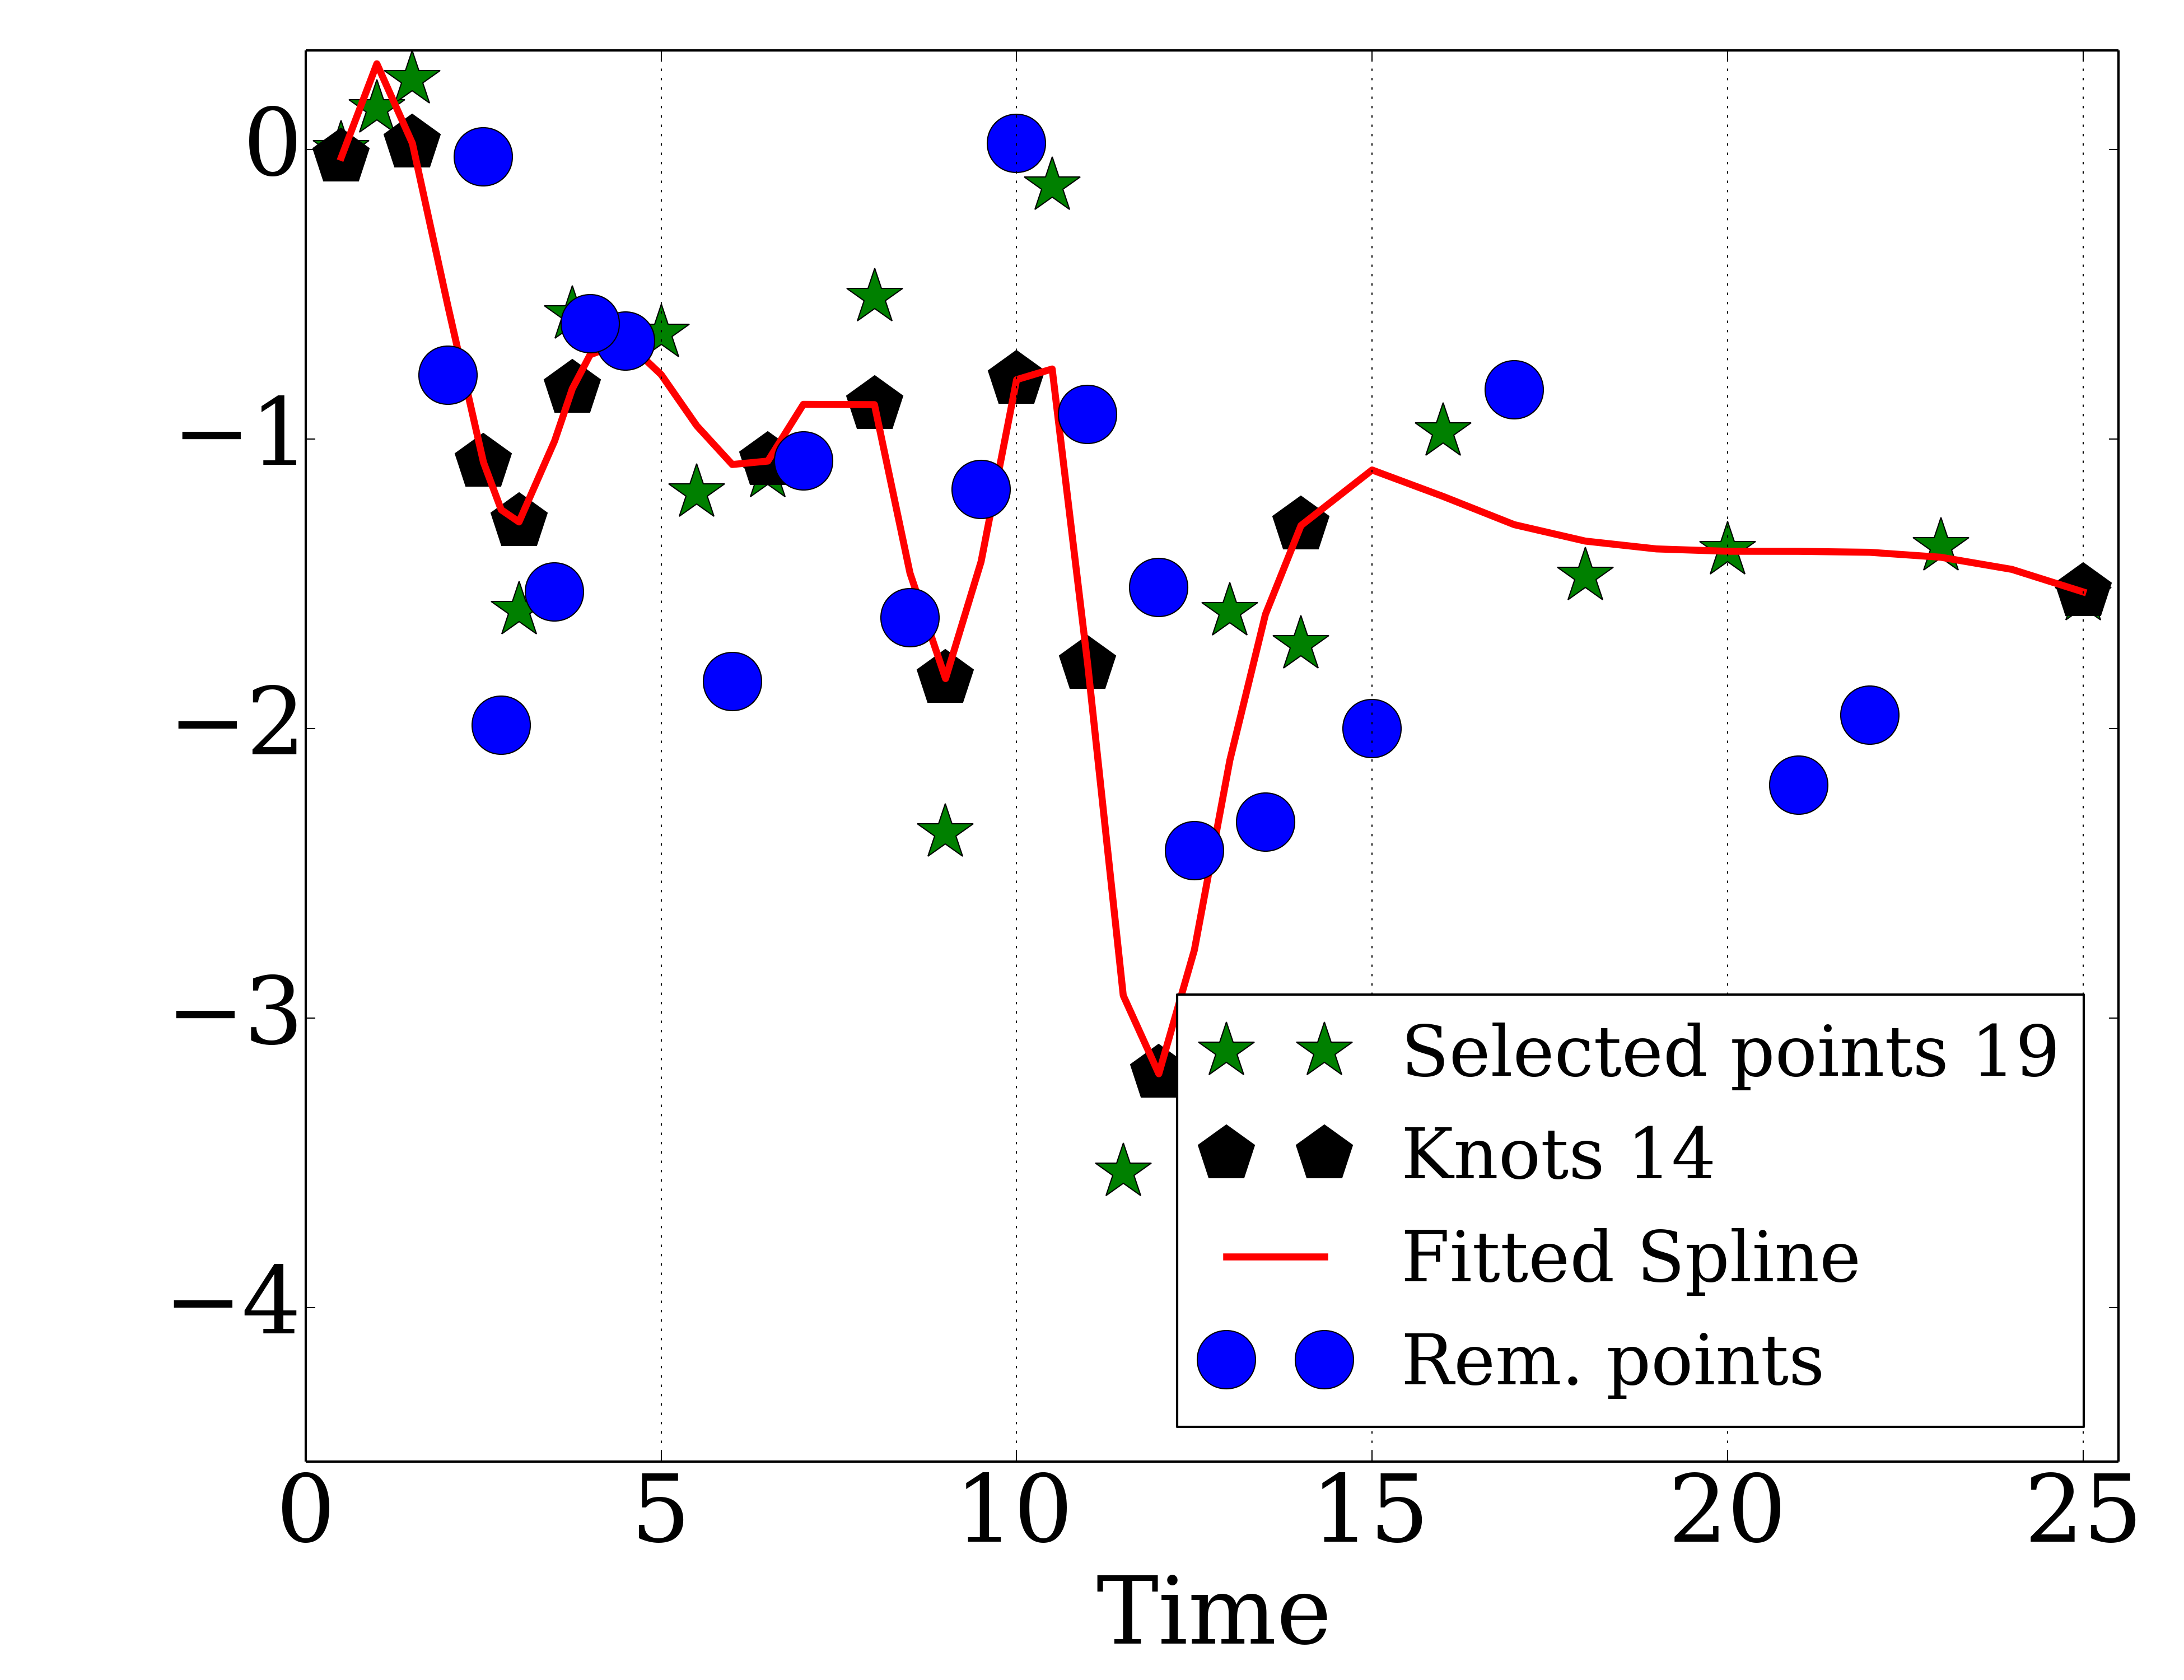 0
−1
−2
−3
−4
Selected points 19
Knots 14
Fitted Spline
Rem. points
0 5 10 15 20 25
Time